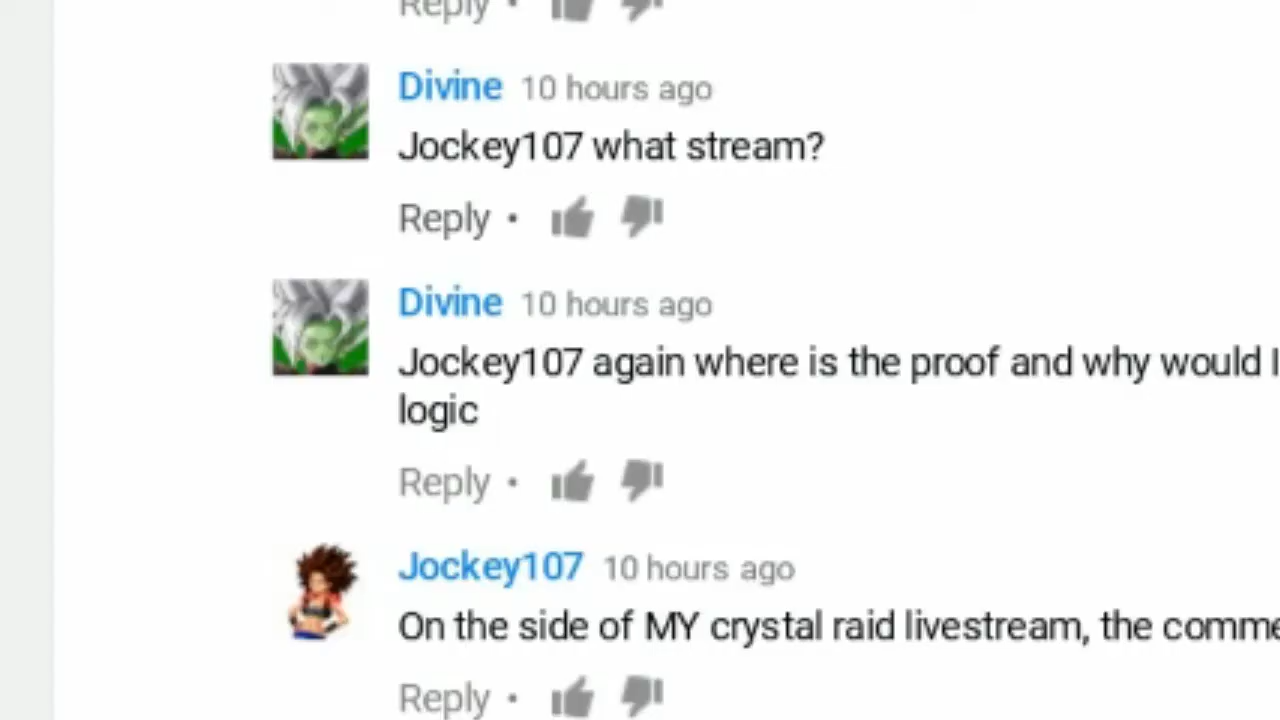 Reply •
Divine 10 hours ago
Jockey107 what stream?
Reply •
Divine 10 hours ago
Jockey107 again where is the proof and why would I
logic
Reply •
Jockey107 10 hours ago
On the side of MY crystal raid livestream, the comme
Reply •